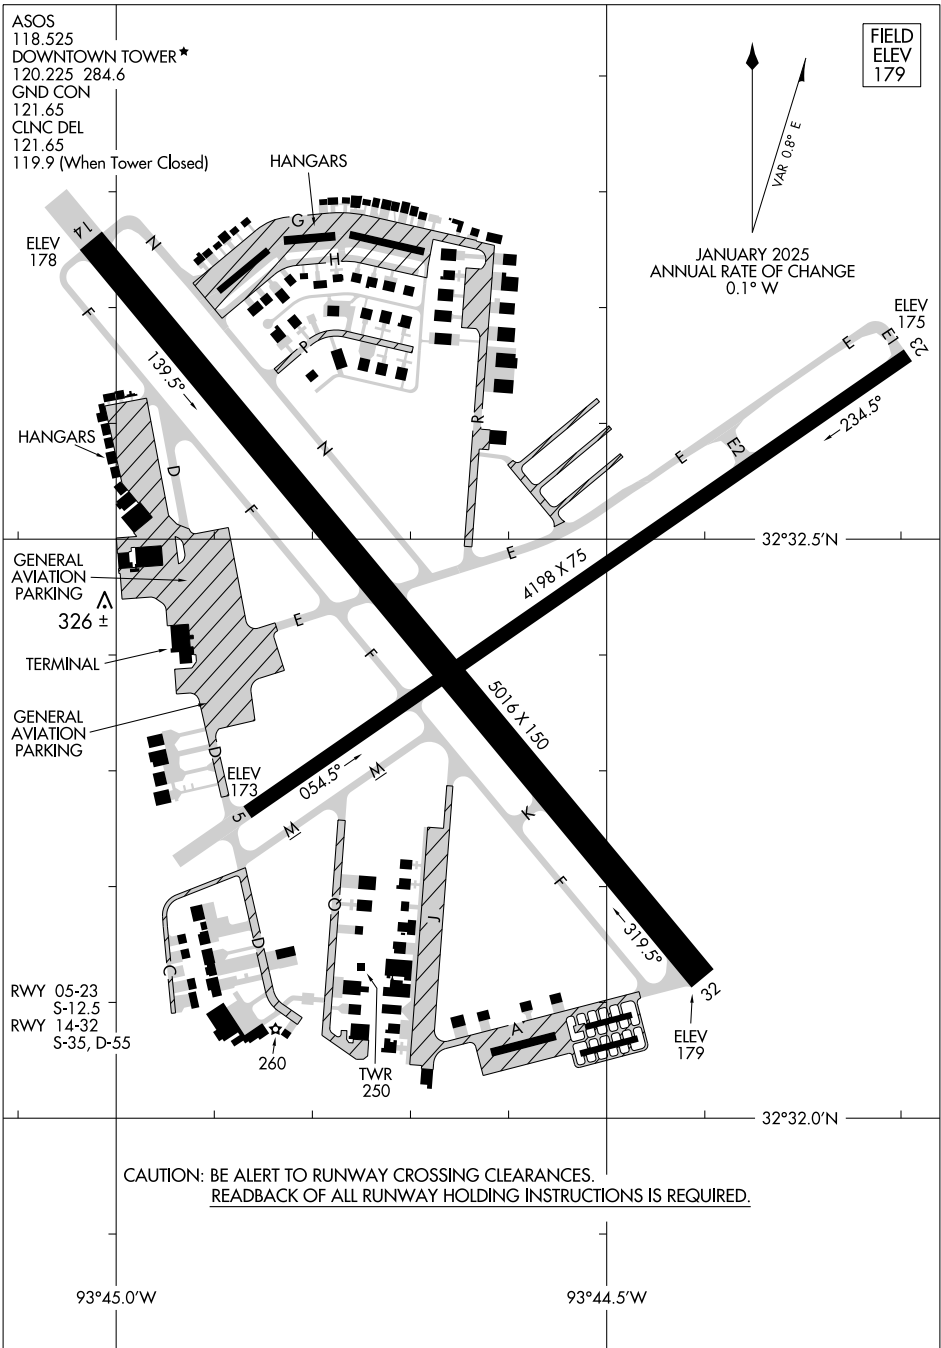 ASOS
118.525
DOWNTOWN TOWER★
120.225 284.6
GND CON
121.65
CLNC DEL
121.65
119.9 (When Tower Closed)
FIELD
ELEV
179
VAR 0.8° E
JANUARY 2025
ANNUAL RATE OF CHANGE
0.1° W
HANGARS
ELEV
178
14
N
G
H
P
F
139.5°
ELEV
175
E
E1
23
234.5°
HANGARS
D
N
R
E
E2
F
E
32°32.5'N
4198 X 75
GENERAL
AVIATION
PARKING
326 ±
E
F
TERMINAL
5016 X 150
GENERAL
AVIATION
PARKING
D
ELEV
173
054.5°
M
5
M
K
F
Q
J
D
C
319.5°
32
ELEV
179
A
RWY 05-23
S-12.5
RWY 14-32
S-35, D-55
260
TWR
250
32°32.0'N
CAUTION: BE ALERT TO RUNWAY CROSSING CLEARANCES.
READBACK OF ALL RUNWAY HOLDING INSTRUCTIONS IS REQUIRED.
93°45.0'W
93°44.5'W